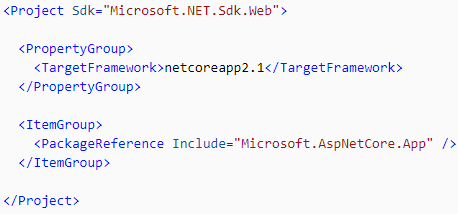 <Project Sdk="Microsoft.NET.Sdk.Web">
<PropertyGroup>
<TargetFramework>netcoreapp2.1</TargetFramework>
</PropertyGroup>
<ItemGroup>
<PackageReference Include="Microsoft.AspNetCore.App" />
</ItemGroup>
</Project>